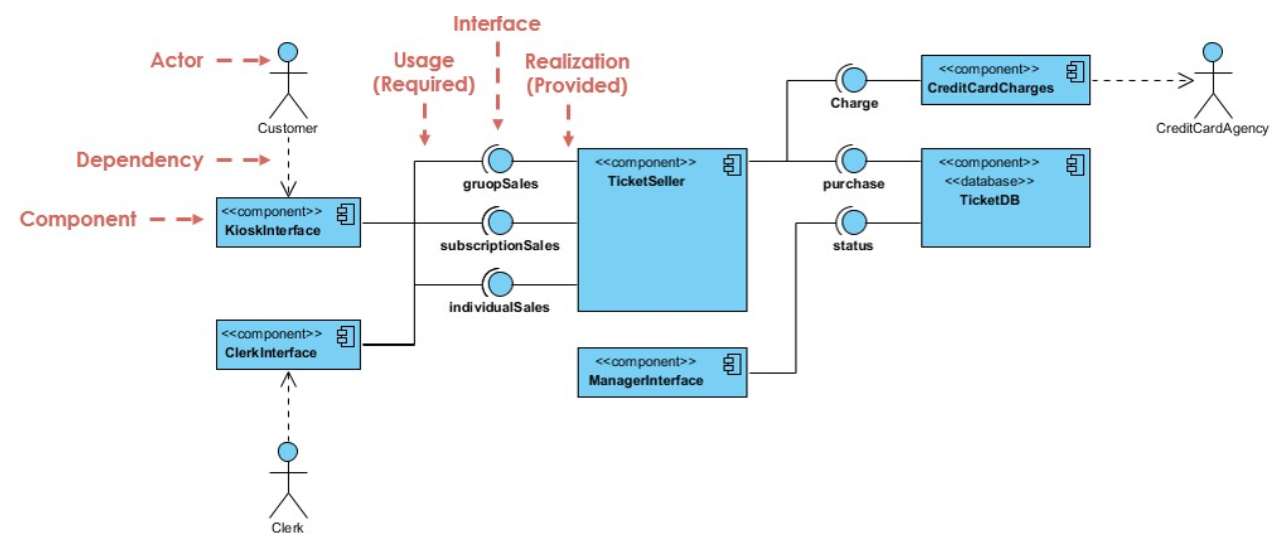 Interface
Actor
Usage
(Required)
Realization
(Provided)
<<component>>
CreditCardCharges
Charge
Customer
CreditCardAgency
Dependency
gruopSales
<<component>>
TicketSeller
purchase
<<component>>
<<database>>
TicketDB
Component
<<component>>
KioskInterface
subscriptionSales
status
individualSales
<<component>>
ClerkInterface
<<component>>
ManagerInterface
Clerk